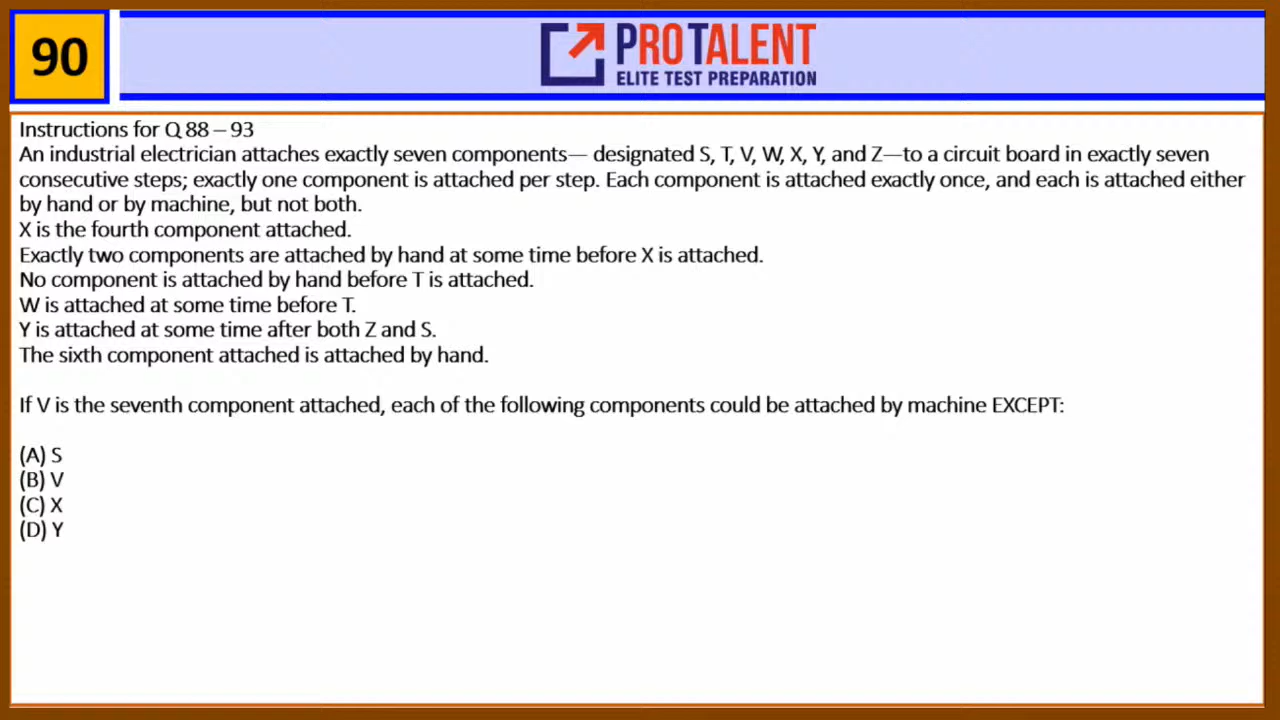 90
PROTALENT
ELITE TEST PREPARATION
Instructions for Q 88 – 93
An industrial electrician attaches exactly seven components— designated S, T, V, W, X, Y, and Z—to a circuit board in exactly seven
consecutive steps; exactly one component is attached per step. Each component is attached exactly once, and each is attached either
by hand or by machine, but not both.
X is the fourth component attached.
Exactly two components are attached by hand at some time before X is attached.
No component is attached by hand before T is attached.
W is attached at some time before T.
Y is attached at some time after both Z and S.
The sixth component attached is attached by hand.
If V is the seventh component attached, each of the following components could be attached by machine EXCEPT:
(A) S
(B) V
(C) X
(D) Y